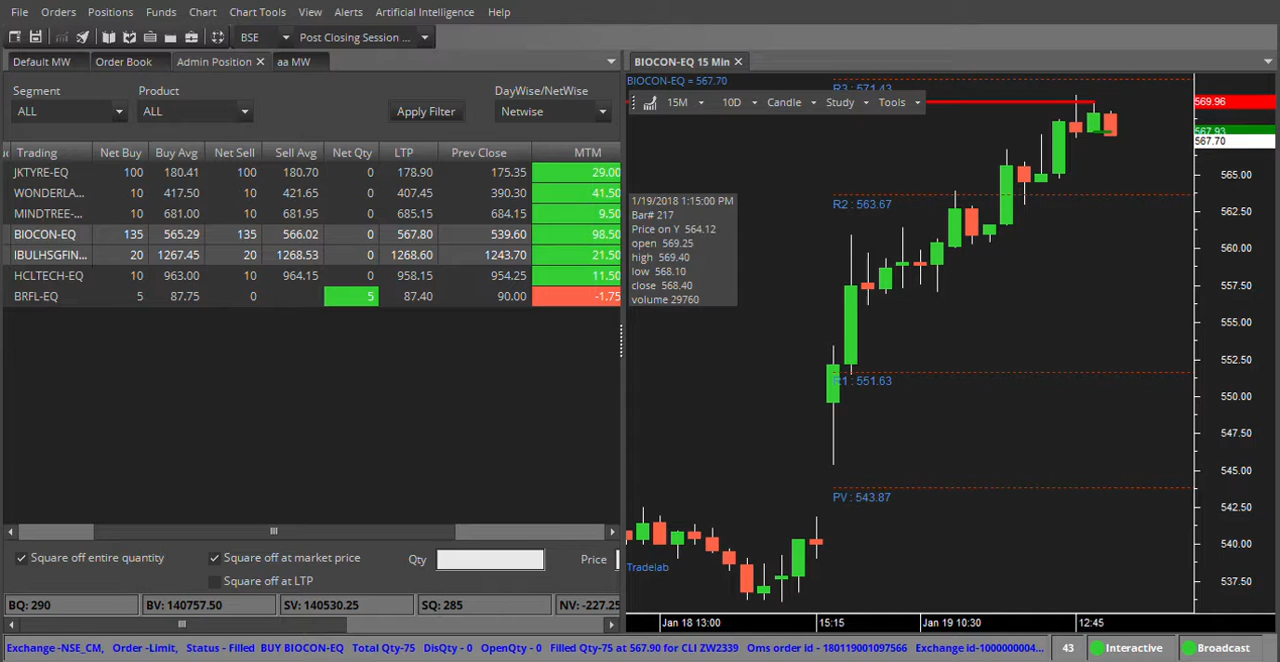 File Orders Positions Funds Chart Chart Tools View Alerts Artificial Intelligence Help
BSE Post Closing Session ...
Default MW Order Book Admin Position aa MW
Segment Product DayWise/NetWise
ALL ALL Apply Filter Netwise
Trading Net Buy Buy Avg Net Sell Sell Avg Net Qty LTP Prev Close MTM
JKTYRE-EQ 100 180.41 100 180.70 0 178.90 175.35 29.00
WONDERLA... 10 417.50 10 421.65 0 407.45 390.30 41.50
MINDTREE-... 10 681.00 10 681.95 0 685.15 684.15 9.50
BIOCON-EQ 135 565.29 135 566.02 0 567.80 539.60 98.50
IBULHSGFIN... 20 1267.45 20 1268.53 0 1268.60 1243.70 21.50
HCLTECH-EQ 10 963.00 10 964.15 0 958.15 954.25 11.50
BRFL-EQ 5 87.75 0 5 87.40 90.00 -1.75
Square off entire quantity Square off at market price Qty Price
Square off at LTP
BQ: 290 BV: 140757.50 SV: 140530.25 SQ: 285 NV: -227.25
BIOCON-EQ 15 Min
BIOCON-EQ = 567.70
R3 : 571.43
15M 10D Candle Study Tools
569.96
567.93
567.70
565.00
R2 : 563.67
562.50
560.00
557.50
555.00
552.50
R1 : 551.63
550.00
547.50
545.00
PV : 543.87
542.50
540.00
537.50
1/19/2018 1:15:00 PM
Bar# 217
Price on Y 564.12
open 569.25
high 569.40
low 568.10
close 568.40
volume 29760
Tradelab
Jan 18 13:00 15:15 Jan 19 10:30 12:45
Exchange -NSE_CM, Order -Limit, Status - Filled BUY BIOCON-EQ Total Qty-75 DisQty - 0 OpenQty - 0 Filled Qty-75 at 567.90 for CLI ZW2339 Oms order id - 180119001097566 Exchange id-1000000004... 43 Interactive Broadcast